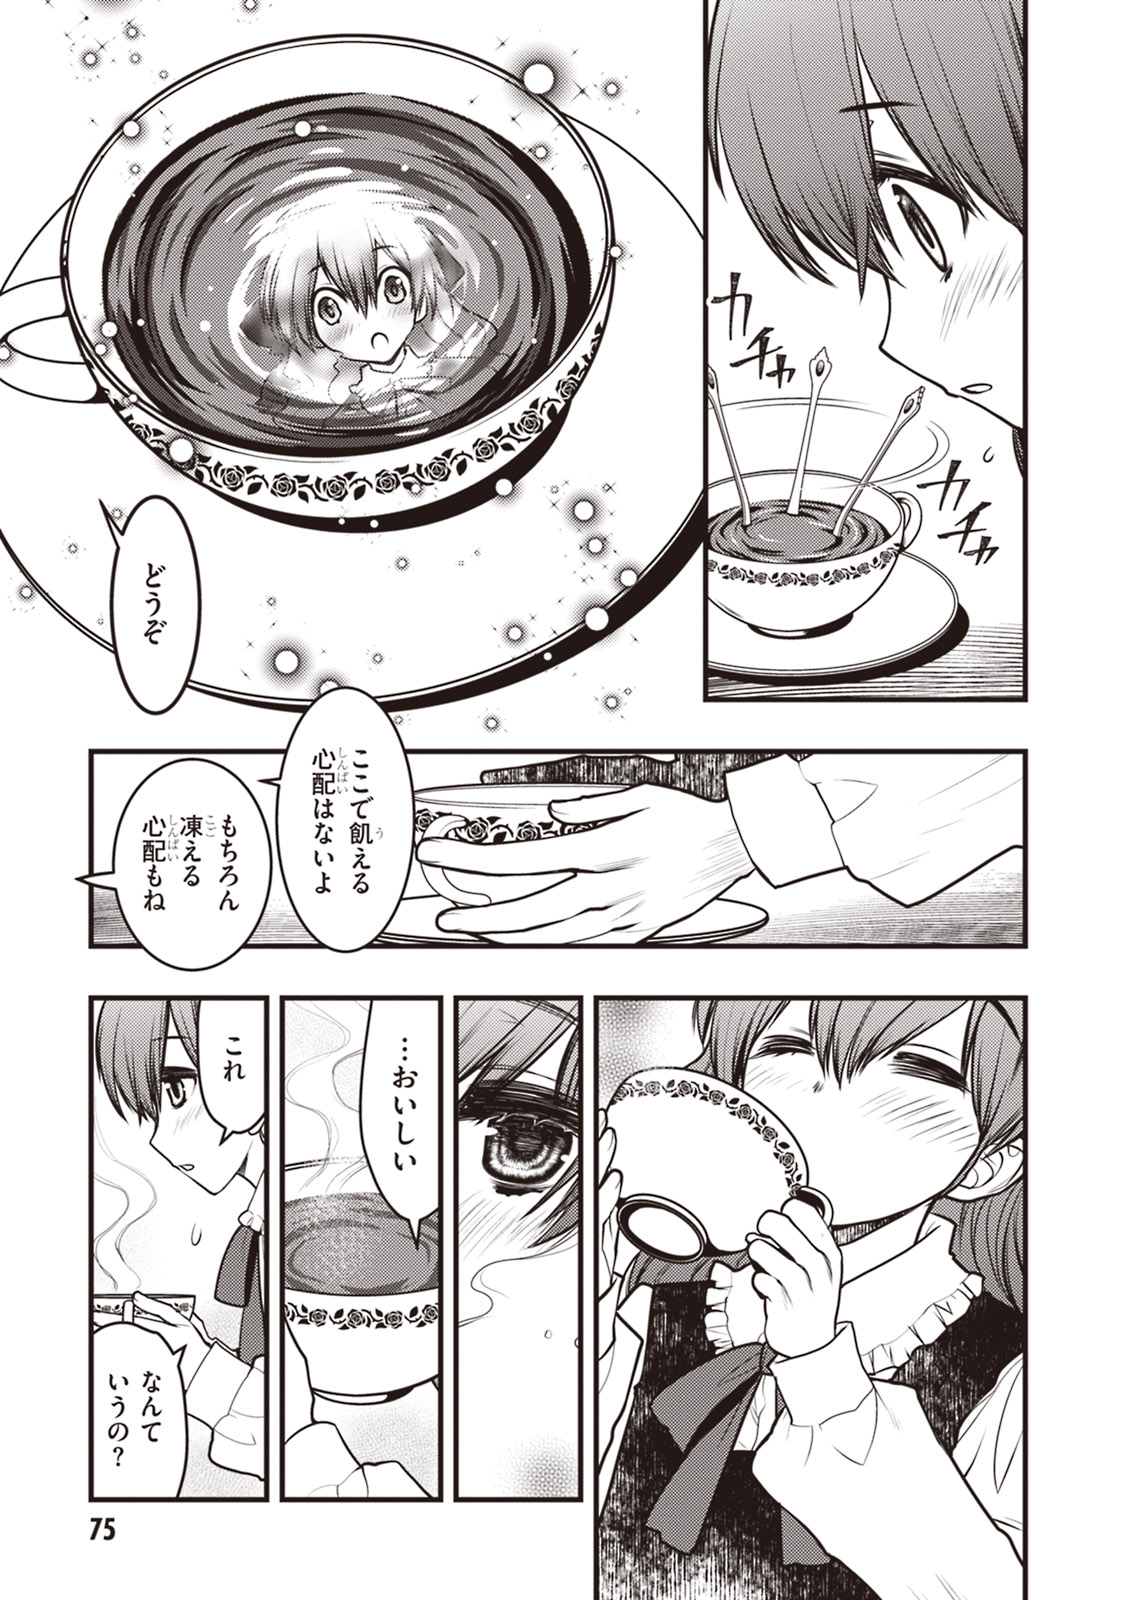 カチャ
カチャ
どうぞ
ここで飢える
心配はないよ
もちろん
凍える
心配もね
…おいしい
これ
なんて
いうの？
75